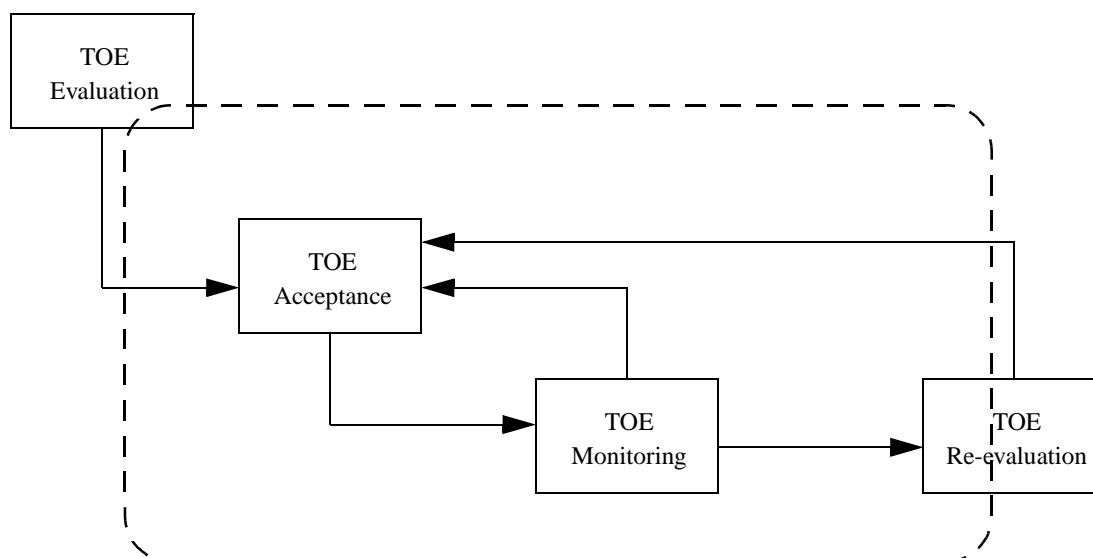 TOE
Evaluation
TOE
Acceptance
TOE
Monitoring
TOE
Re-evaluation